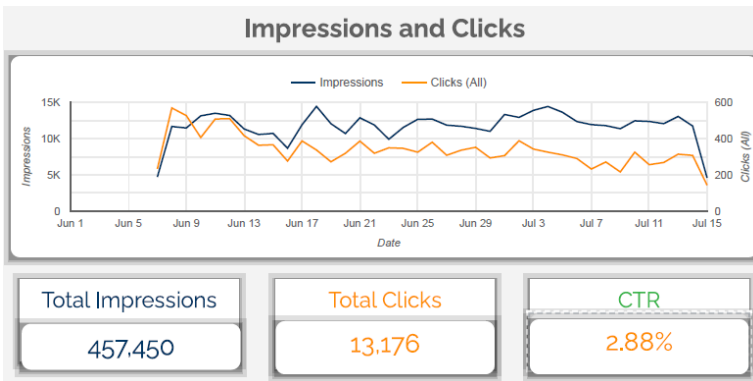 Impressions and Clicks
Impressions Clicks (All)
15K 600
10K 400
5K 200
0 0
Impressions
Clicks (All)
Jun 1 Jun 5 Jun 9 Jun 13 Jun 17 Jun 21 Jun 25 Jun 29 Jul 3 Jul 7 Jul 11 Jul 15
Date
Total Impressions Total Clicks CTR
457,450 13,176 2.88%